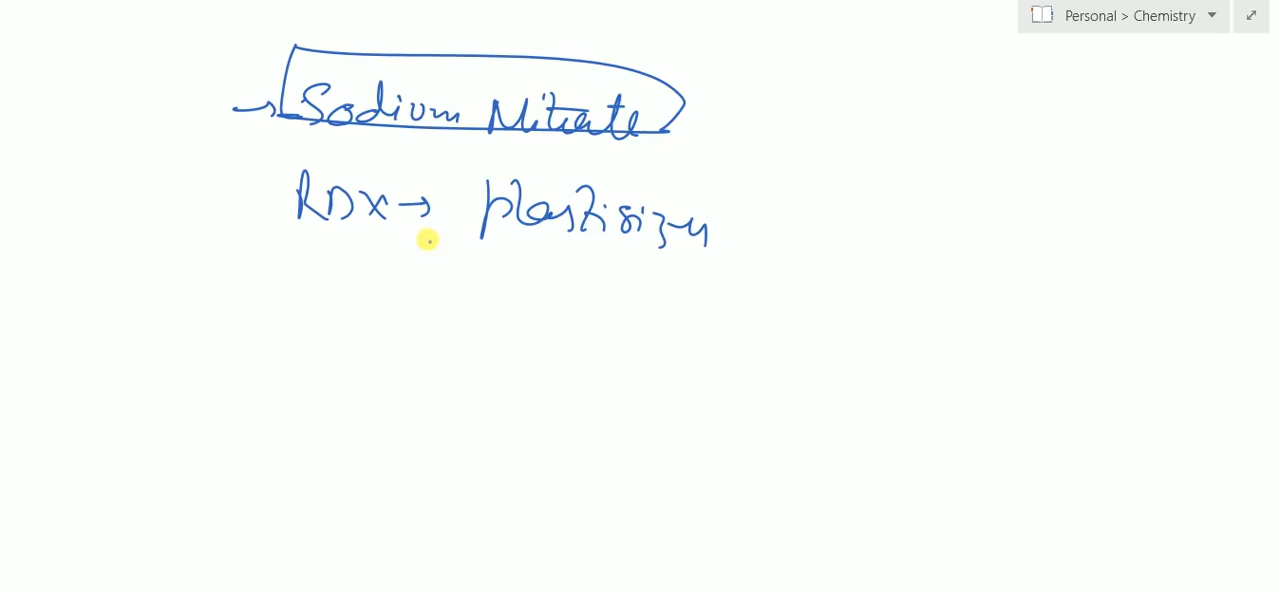 Personal > Chemistry
→ Sodium Nitrate
RDX → plastisizer